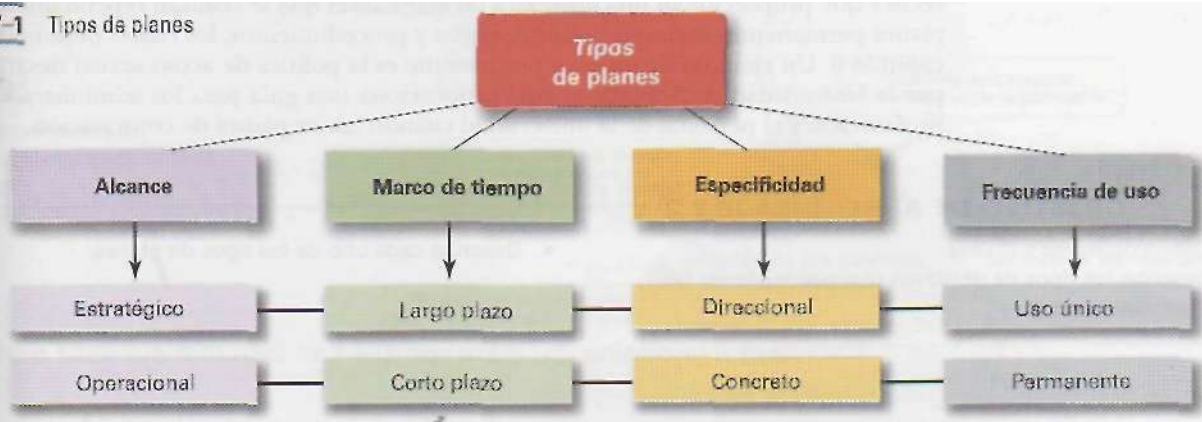 -1 Tipos de planes
Tipos
de planes
Alcance
Marco de tiempo
Especificidad
Frecuencia de uso
Estratégico
Largo plazo
Direccional
Uso único
Operacional
Corto plazo
Concreto
Permanente